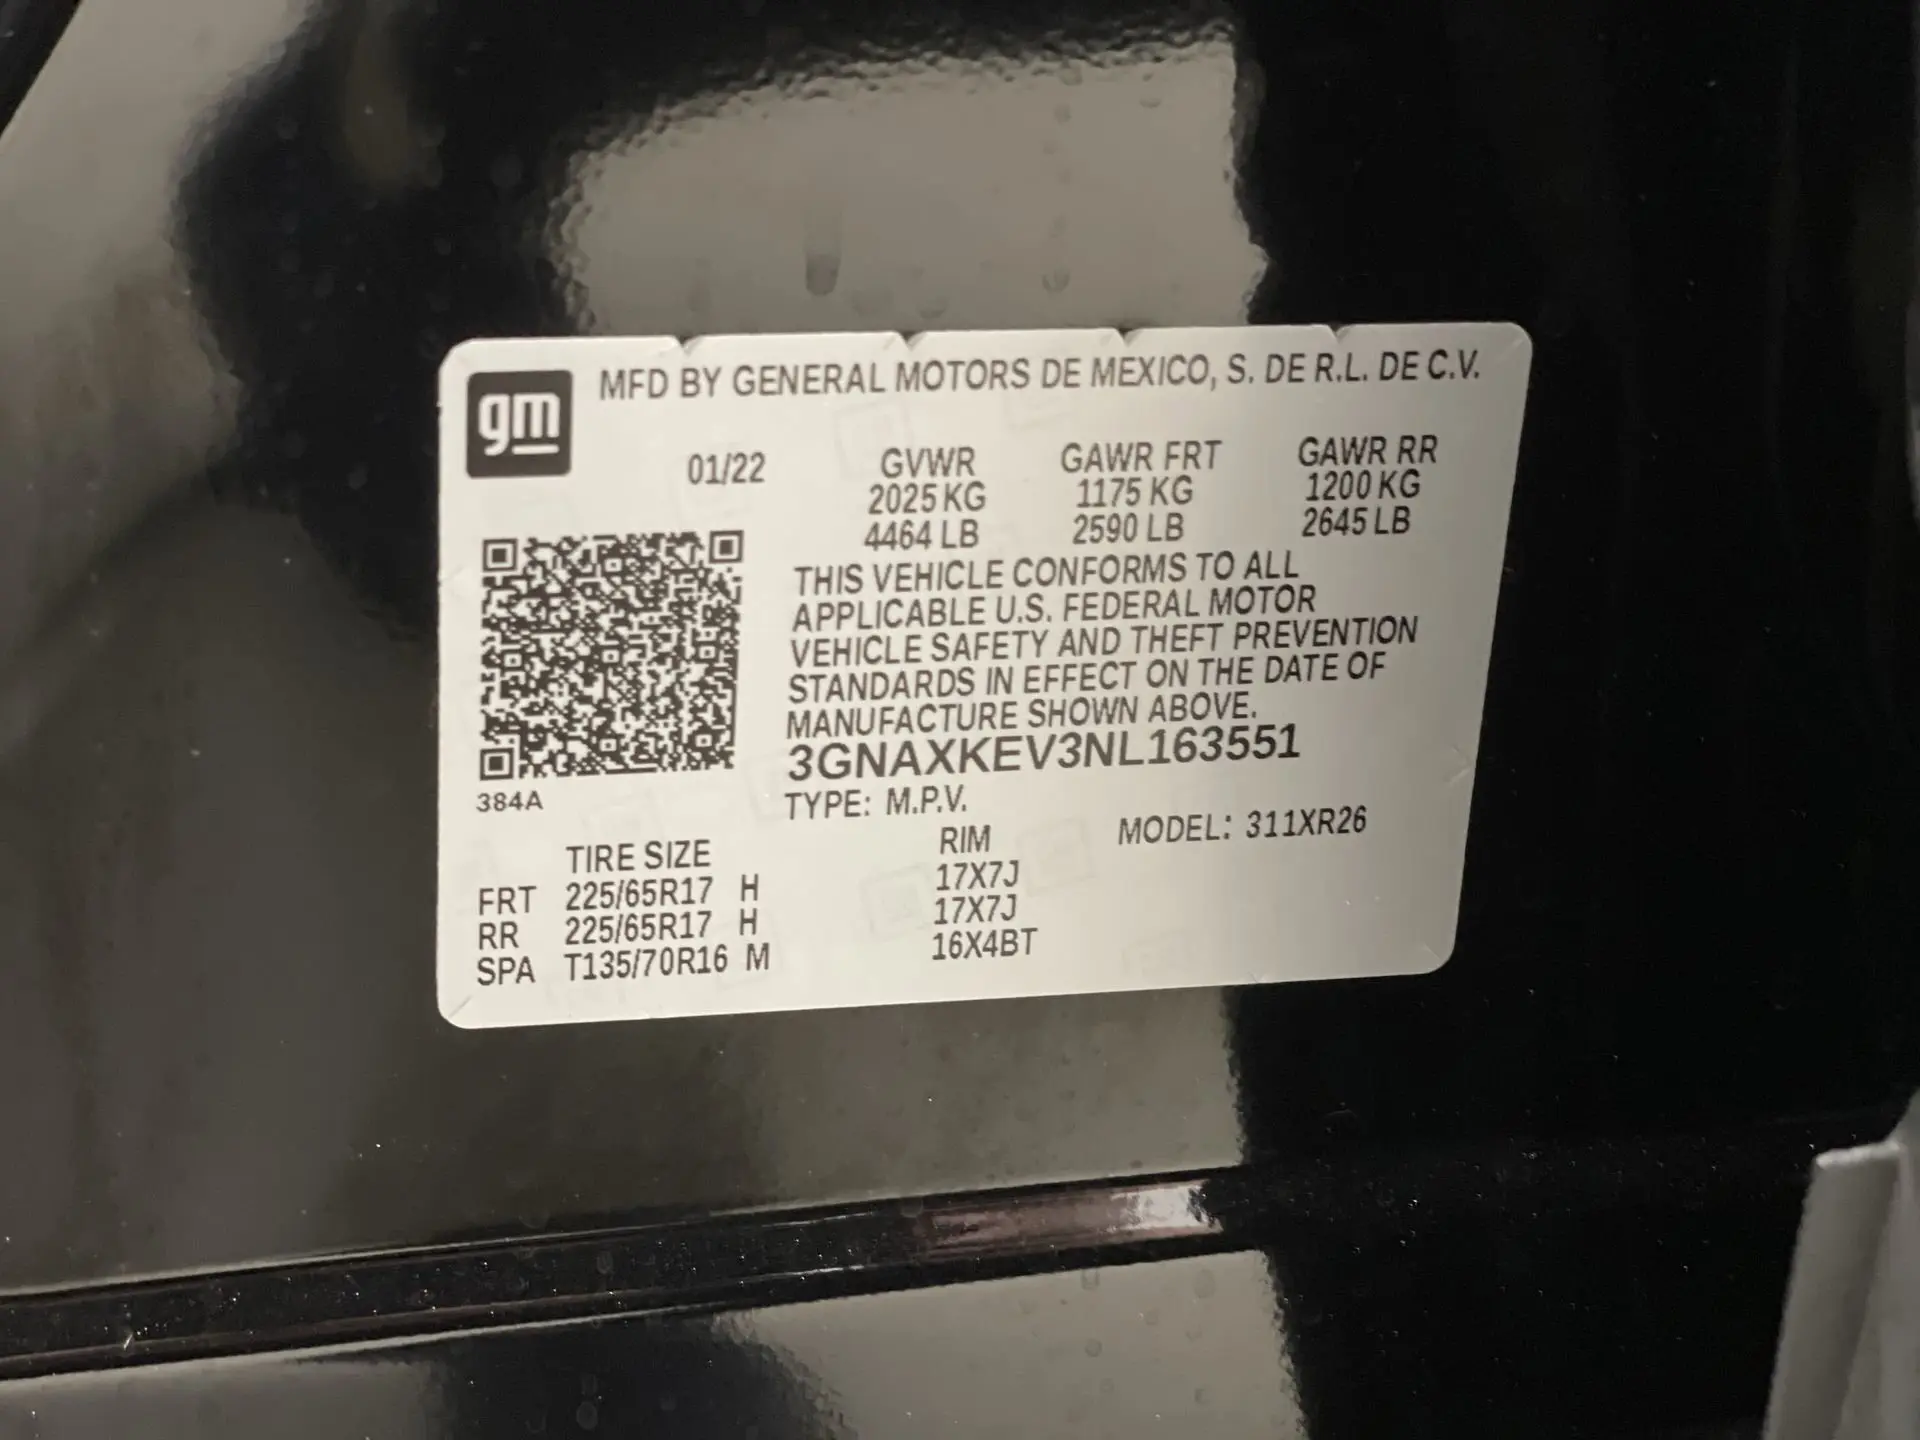 gm
MFD BY GENERAL MOTORS DE MEXICO, S. DE R.L. DE C.V.
01/22 GVWR GAWR FRT GAWR RR
2025 KG 1175 KG 1200 KG
4464 LB 2590 LB 2645 LB
THIS VEHICLE CONFORMS TO ALL
APPLICABLE U.S. FEDERAL MOTOR
VEHICLE SAFETY AND THEFT PREVENTION
STANDARDS IN EFFECT ON THE DATE OF
MANUFACTURE SHOWN ABOVE.
3GNAXKEV3NL163551
384A
TYPE: M.P.V. MODEL: 311XR26
TIRE SIZE RIM
FRT 225/65R17 H 17X7J
RR 225/65R17 H 17X7J
SPA T135/70R16 M 16X4BT